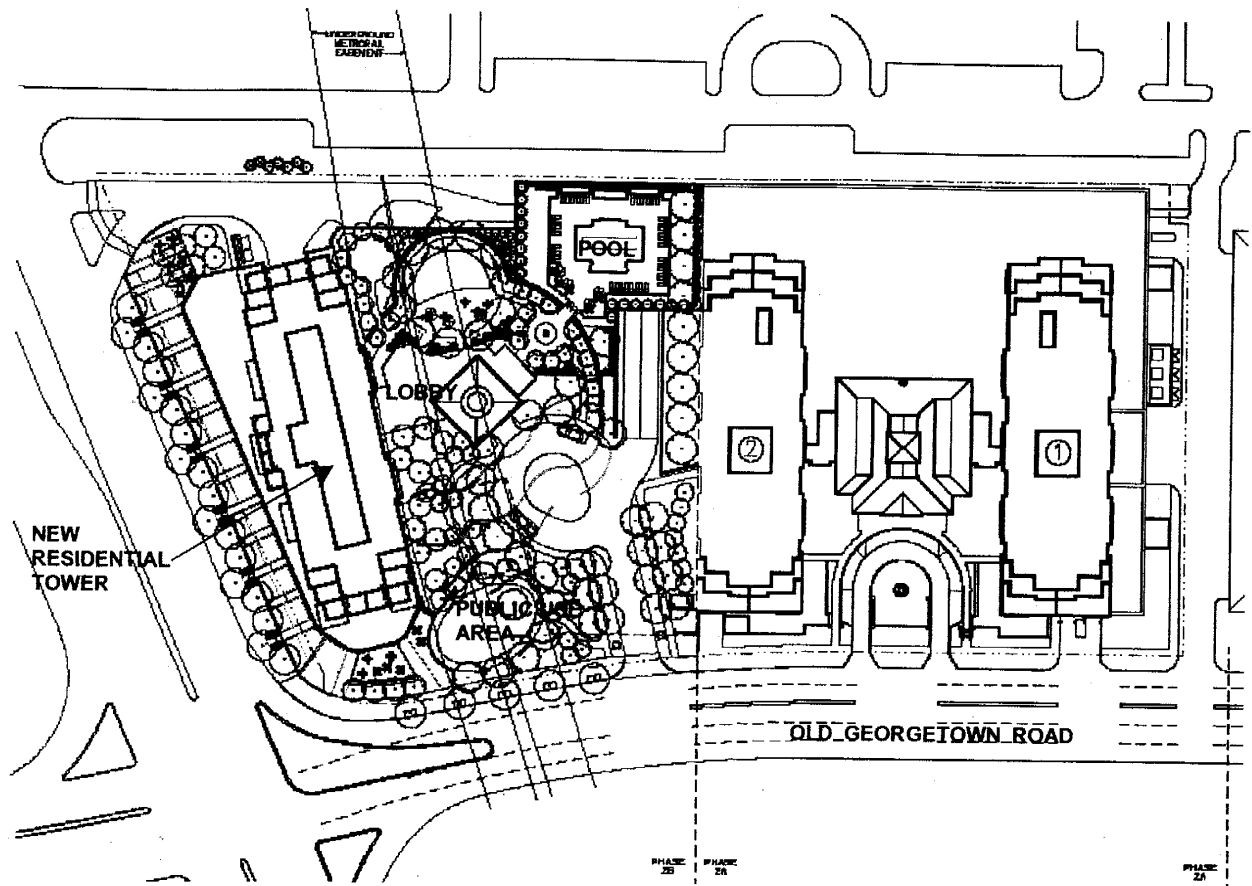 UNDERGROUND
METRORAIL
EASEMENT
POOL
LOBBY
②
①
NEW
RESIDENTIAL
TOWER
AREA
OLD GEORGETOWN ROAD
PHASE
2B
PHASE
2A
PHASE
2A